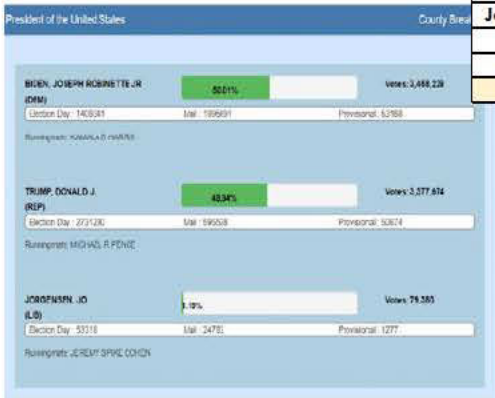 President of the United States County Brea
BIDEN, JOSEPH ROBINETTE JR Votes: 3,458,229
(DEM) 50.01%
Election Day : 1409341 Mail : 1995691 Provisional : 53168
Runningmate: KAMALA D HARRIS
TRUMP, DONALD J. Votes: 3,377,674
(REP) 48.84%
Election Day : 2731230 Mail : 595538 Provisional :
Runningmate: MICHAEL R PENCE
JORGENSEN, JO Votes: 79,380
(LIB)
Election Day : 53318 Mail : Provisional : 1277
Runningmate: JEREMY SPIKE COHEN